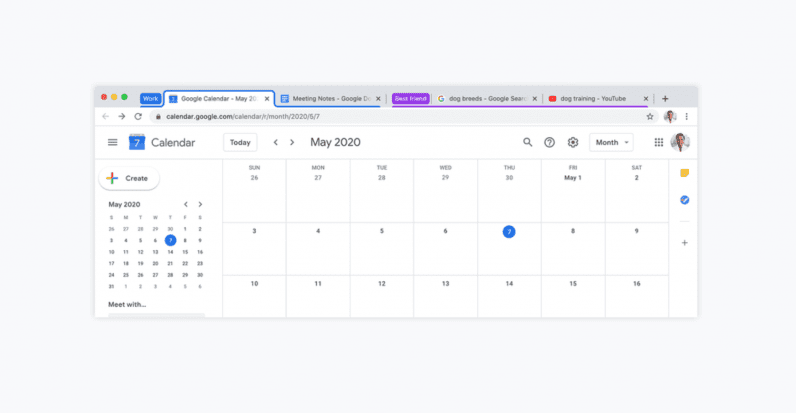 Work
Google Calendar - May 20
Meeting Notes - Google Do
Best friend
dog breeds - Google Sear
dog training - YouTube
calendar.google.com/calendar/r/month/2020/5/7
7 Calendar
Today
May 2020
Month
Create
May 2020
S M T W T F S
26 27 28 29 30 1 2
3 4 5 6 7 8 9
10 11 12 13 14 15 16
17 18 19 20 21 22 23
24 25 26 27 28 29 30
31 1 2 3 4 5 6
Meet with...
SUN MON TUE WED THU FRI SAT
26 27 28 29 30 May 1 2
3 4 5 6 7 8 9
10 11 12 13 14 15 16